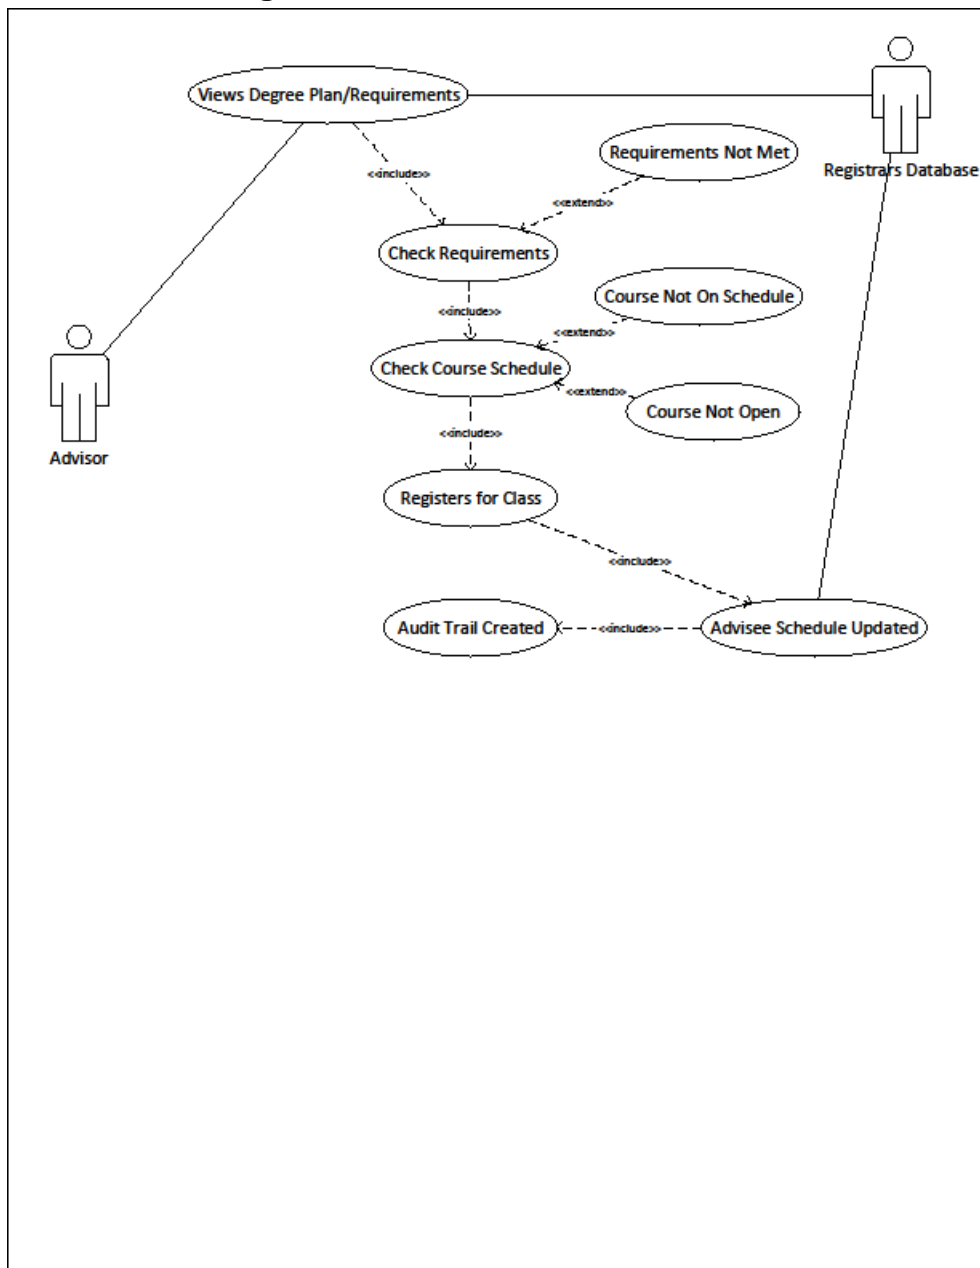 Views Degree Plan/Requirements
Requirements Not Met
Registrars Database
<<include>>
<<extend>>
Check Requirements
Course Not On Schedule
<<include>>
<<extend>>
Check Course Schedule
<<extend>>
Course Not Open
<<include>>
Advisor
Registers for Class
<<include>>
Audit Trail Created
<<include>>
Advisee Schedule Updated